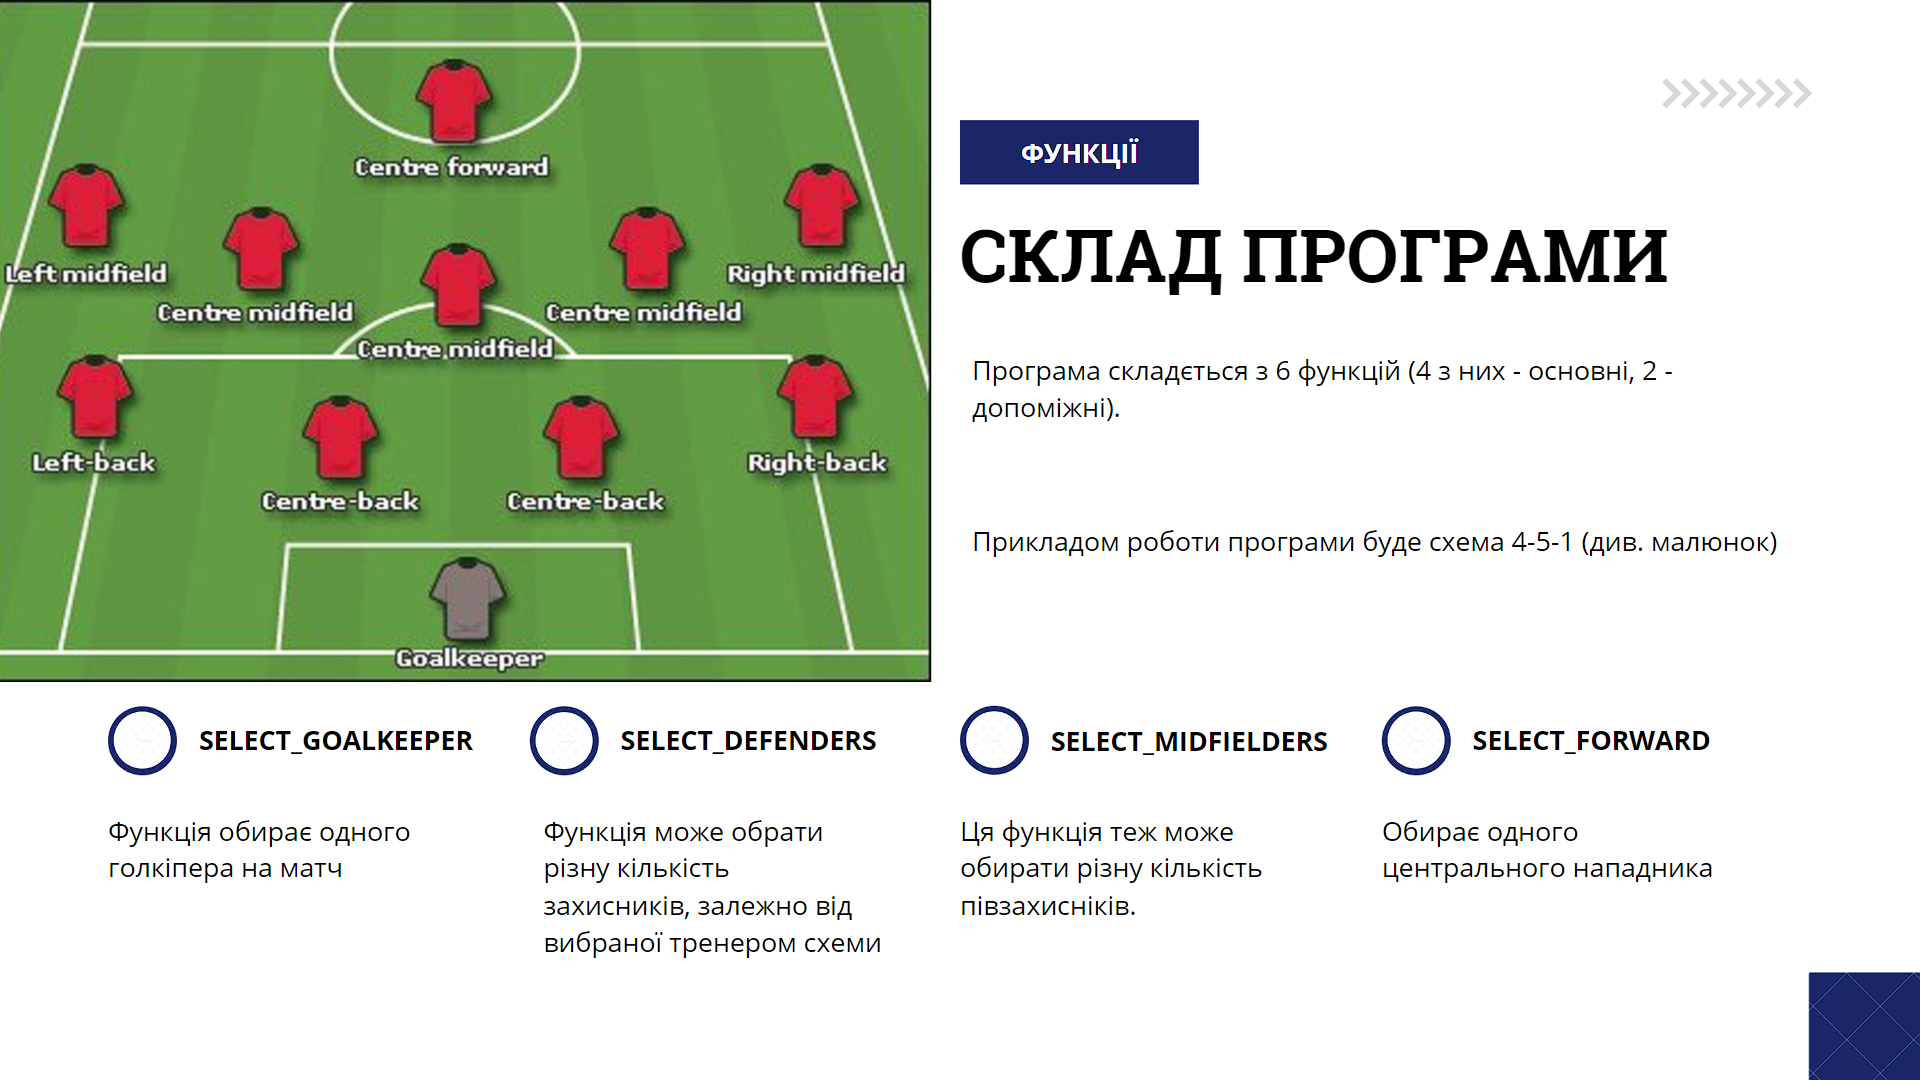 Centre forward
Left midfield
Right midfield
Centre midfield
Centre midfield
Centre midfield
Left-back
Right-back
Centre-back
Centre-back
Goalkeeper
ФУНКЦІЇ
СКЛАД ПРОГРАМИ
Програма складється з 6 функцій (4 з них - основні, 2 -
допоміжні).
Прикладом роботи програми буде схема 4-5-1 (див. малюнок)
SELECT_GOALKEEPER
Функція обирає одного
голкіпера на матч
SELECT_DEFENDERS
Функція може обрати
різну кількість
захисників, залежно від
вибраної тренером схеми
SELECT_MIDFIELDERS
Ця функція теж може
обирати різну кількість
півзахисніків.
SELECT_FORWARD
Обирає одного
центрального нападника